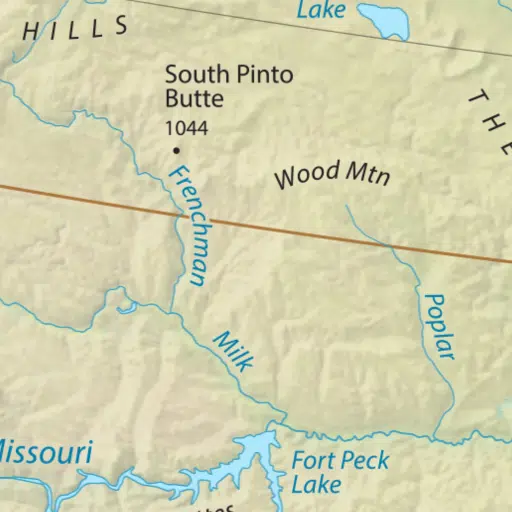 Lake
HILLS
South Pinto
Butte
1044
THE
Wood Mtn
Frenchman
Poplar
Milk
Missouri
Fort Peck
Lake